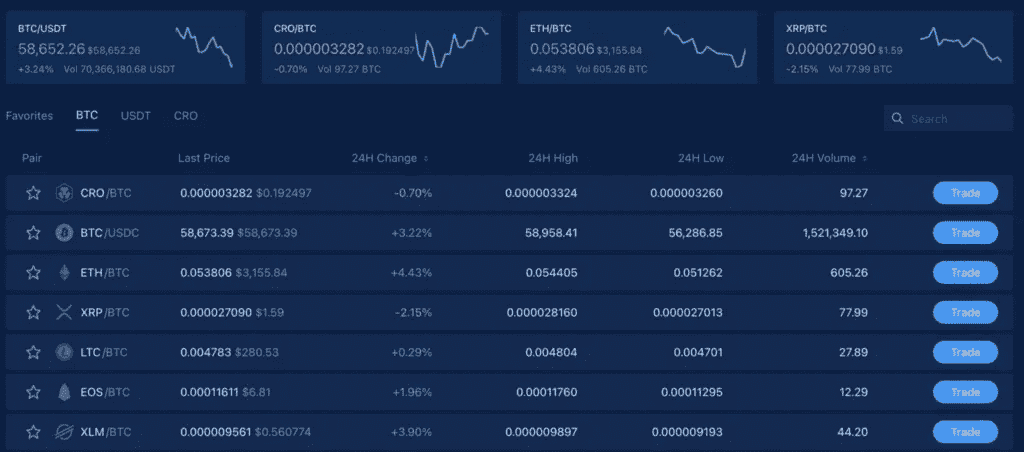 BTC/USDT CRO/BTC ETH/BTC XRP/BTC
58,652.26 $58,652.26 0.000003282 $0.192497 0.053806 $3,155.84 0.000027090 $1.59
+3.24% Vol 70,366,180.68 USDT -0.70% Vol 97.27 BTC +4.43% Vol 605.26 BTC -2.15% Vol 77.99 BTC
Favorites BTC USDT CRO Search
Pair Last Price 24H Change 24H High 24H Low 24H Volume
CRO/BTC 0.000003282 $0.192497 -0.70% 0.000003324 0.000003260 97.27 Trade
BTC/USDC 58,673.39 $58,673.39 +3.22% 58,958.41 56,286.85 1,521,349.10 Trade
ETH/BTC 0.053806 $3,155.84 +4.43% 0.054405 0.051262 605.26 Trade
XRP/BTC 0.000027090 $1.59 -2.15% 0.000028160 0.000027013 77.99 Trade
LTC/BTC 0.004783 $280.53 +0.29% 0.004804 0.004701 27.89 Trade
EOS/BTC 0.00011611 $6.81 +1.96% 0.00011760 0.00011295 12.29 Trade
XLM/BTC 0.000009561 $0.560774 +3.90% 0.000009897 0.000009193 44.20 Trade